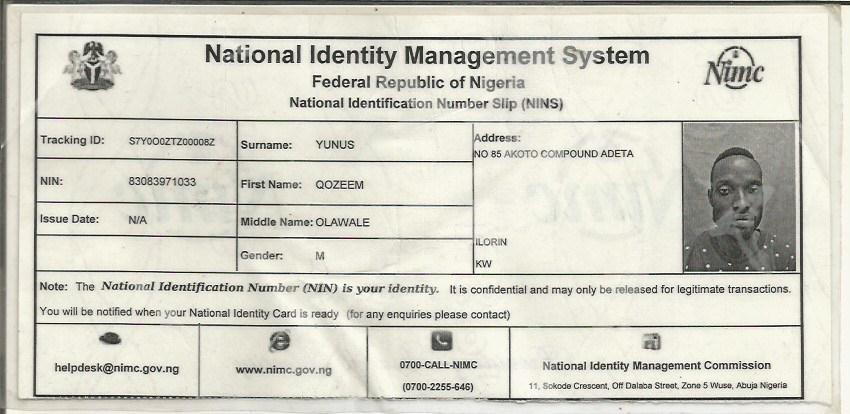 National Identity Management System
Federal Republic of Nigeria
National Identification Number Slip (NINS)
Nimc
Tracking ID: S7Y0O0ZTZ00008Z
Surname: YUNUS
Address:
NO 85 AKOTO COMPOUND ADETA
NIN: 83083971033
First Name: QOZEEM
Issue Date: N/A
Middle Name: OLAWALE
ILORIN
Gender: M
KW
Note: The National Identification Number (NIN) is your identity. It is confidential and may only be released for legitimate transactions.
You will be notified when your National Identity Card is ready (for any enquiries please contact)
helpdesk@nimc.gov.ng
www.nimc.gov.ng
0700-CALL-NIMC
(0700-2255-646)
National Identity Management Commission
11, Sokode Crescent, Off Dalaba Street, Zone 5 Wuse, Abuja Nigeria